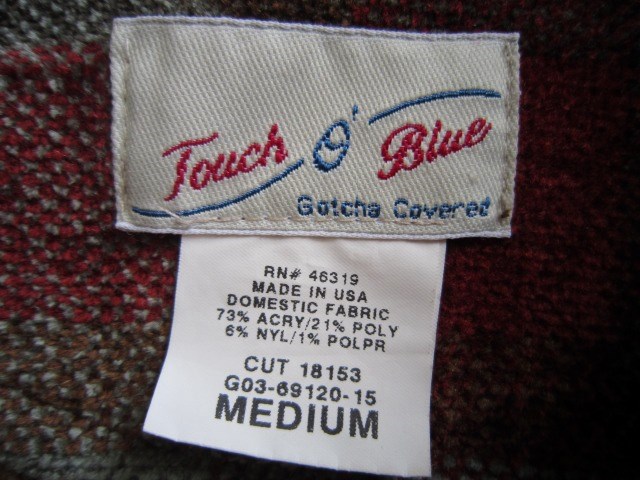 Touch O' Blue
Gotcha Covered
RN# 46319
MADE IN USA
DOMESTIC FABRIC
73% ACRY/21% POLY
6% NYL/1% POLPR
CUT 18153
G03-69120-15
MEDIUM